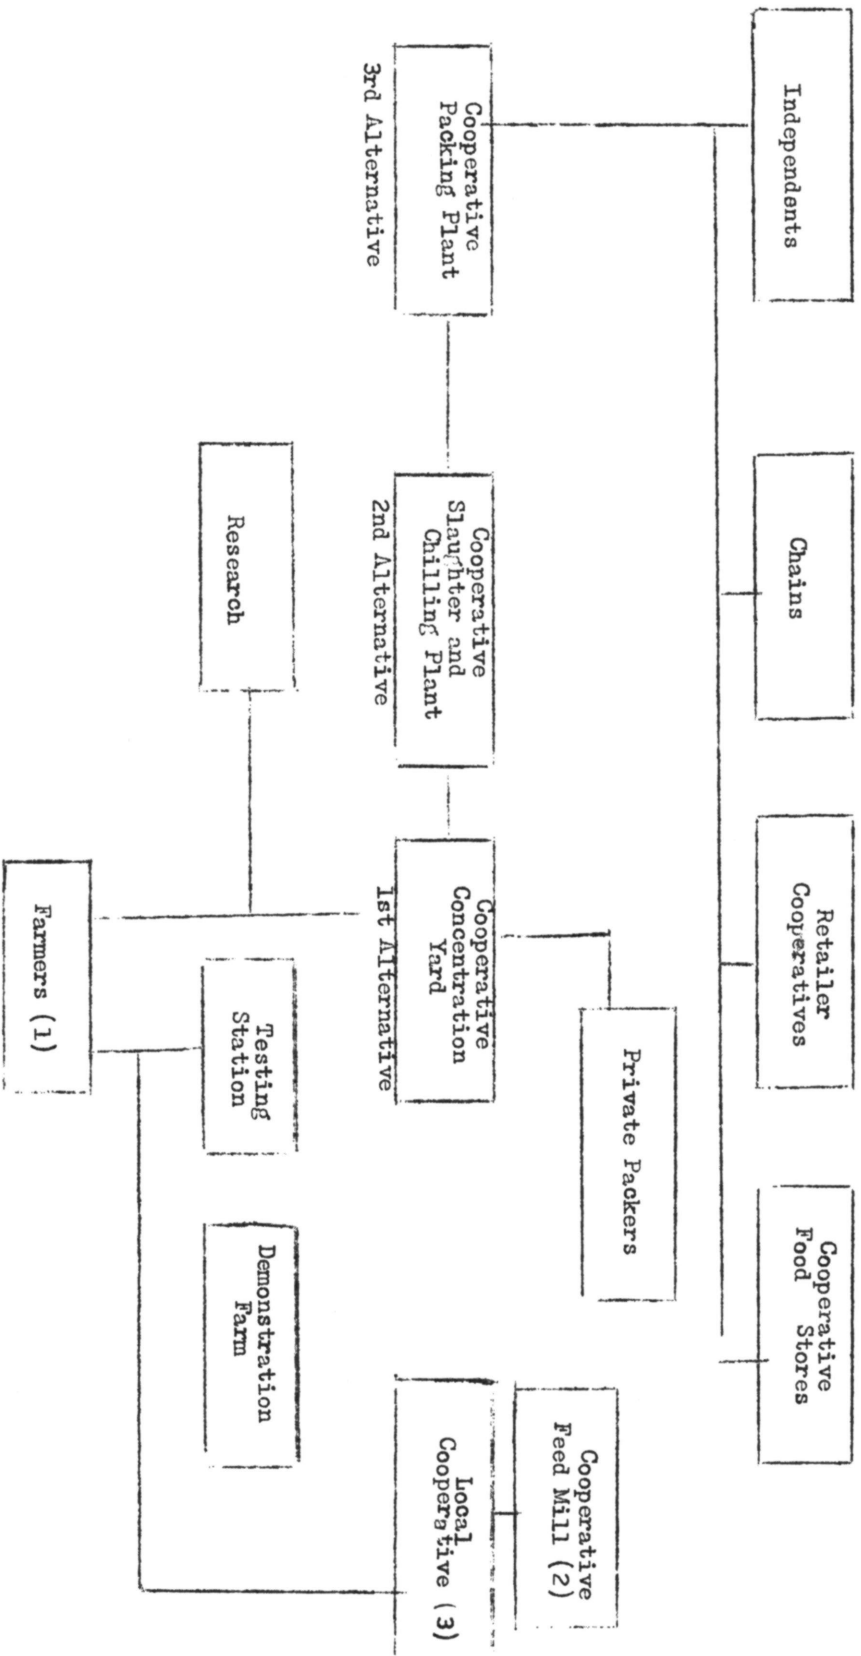 Independents
Chains
Retailer
Cooperatives
Cooperative
Food Stores
Private Packers
Cooperative
Feed Mill (2)
Cooperative
Packing Plant
3rd Alternative
Cooperative
Slaughter and
Chilling Plant
2nd Alternative
Cooperative
Concentration
Yard
1st Alternative
Local
Cooperative (3)
Research
Testing
Station
Demonstration
Farm
Farmers (1)